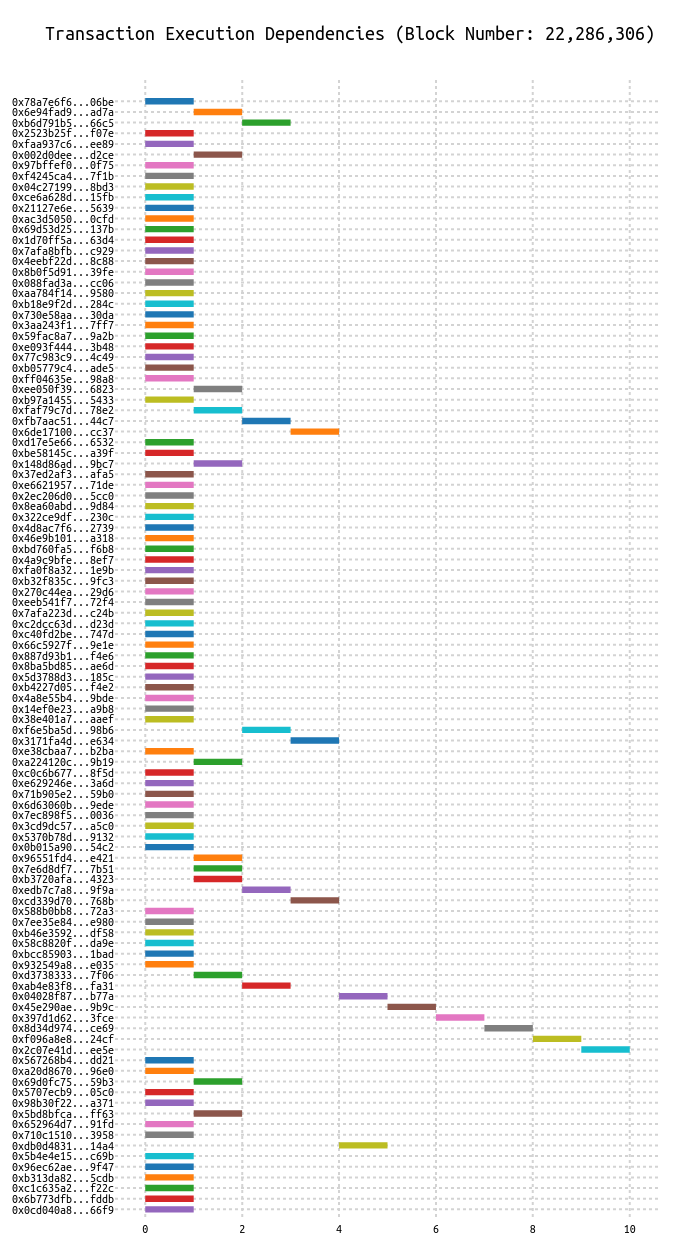 Transaction Execution Dependencies (Block Number: 22,286,306)
0x78a7e6f6...06be
0x6e94fad9...ad7a
0xb6d791b5...66c5
0x2523b25f...f07e
0xfaa937c6...ee89
0x002d0dee...d2ce
0x97bffef0...0f75
0xf4245ca4...7f1b
0x04c27199...8bd3
0xce6a628d...15fb
0x21127e6e...5639
0xac3d5050...0cfd
0x69d53d25...137b
0x1d70ff5a...63d4
0x7afa8bfb...c929
0x4eebf22d...8c88
0x8b0f5d91...39fe
0x088fad3a...cc06
0xaa784f14...9580
0xb18e9f2d...284c
0x730e58aa...30da
0x3aa243f1...7ff7
0x59fac8a7...9a2b
0xe093f444...3b48
0x77c983c9...4c49
0xb05779c4...ade5
0xff04635e...98a8
0xee050f39...6823
0xb97a1455...5433
0xfaf79c7d...78e2
0xfb7aac51...44c7
0x6de17100...cc37
0xd17e5e66...6532
0xbe58145c...a39f
0x148d86ad...9bc7
0x37ed2af3...afa5
0xe6621957...71de
0x2ec206d0...5cc0
0x8ea60abd...9d84
0x322ce9df...230c
0x4d8ac7f6...2739
0x46e9b101...a318
0xbd760fa5...f6b8
0x4a9c9bfe...8ef7
0xfa0f8a32...1e9b
0xb32f835c...9fc3
0x270c44ea...29d6
0xeeb541f7...72f4
0x7afa223d...c24b
0xc2dcc63d...d23d
0xc40fd2be...747d
0x66c5927f...9e1e
0x887d93b1...f4e6
0x8ba5bd85...ae6d
0x5d3788d3...185c
0xb4227d05...f4e2
0x4a8e55b4...9bde
0x14ef0e23...a9b8
0x38e401a7...aaef
0xf6e5ba5d...98b6
0x3171fa4d...e634
0xe38cbaa7...b2ba
0xa224120c...9b19
0xc0c6b677...8f5d
0xe629246e...3a6d
0x71b905e2...59b0
0x6d63060b...9ede
0x7ec898f5...0036
0x3cd9dc57...a5c0
0x5370b78d...9132
0x0b015a90...54c2
0x96551fd4...e421
0x7e6d8df7...7b51
0xb3720afa...4323
0xedb7c7a8...9f9a
0xcd339d70...768b
0x588b0bb8...72a3
0x7ee35e84...e980
0xb46e3592...df58
0x58c8820f...da9e
0xbcc85903...1bad
0x932549a8...e035
0xd3738333...7f06
0xab4e83f8...fa31
0x04028f87...b77a
0x45e290ae...9b9c
0x397d1d62...3fce
0x8d34d974...ce69
0xf096a8e8...24cf
0x2c07e41d...ee5e
0x567268b4...dd21
0xa20d8670...96e0
0x69d0fc75...59b3
0x5707ecb9...05c0
0x98b30f22...a371
0x5bd8bfca...ff63
0x652964d7...91fd
0x710c1510...3958
0xdb0d4831...14a4
0x5b4e4e15...c69b
0x96ec62ae...9f47
0xb313da82...5cdb
0xc1c635a2...f22c
0x6b773dfb...fddb
0x0cd040a8...66f9
0 2 4 6 8 10